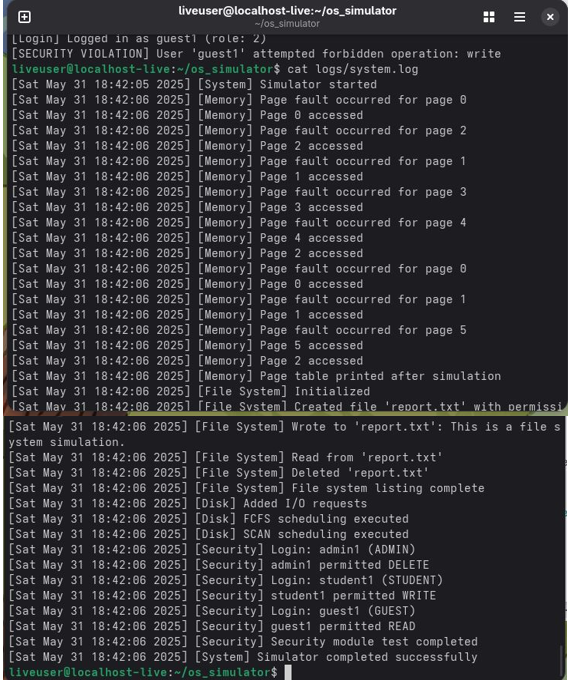 liveuser@localhost-live:~/os_simulator
~/os_simulator
[Login] Logged in as guest1 (role: 2)
[SECURITY VIOLATION] User 'guest1' attempted forbidden operation: write
liveuser@localhost-live:~/os_simulator$ cat logs/system.log
[Sat May 31 18:42:05 2025] [System] Simulator started
[Sat May 31 18:42:06 2025] [Memory] Page fault occurred for page 0
[Sat May 31 18:42:06 2025] [Memory] Page 0 accessed
[Sat May 31 18:42:06 2025] [Memory] Page fault occurred for page 2
[Sat May 31 18:42:06 2025] [Memory] Page 2 accessed
[Sat May 31 18:42:06 2025] [Memory] Page fault occurred for page 1
[Sat May 31 18:42:06 2025] [Memory] Page 1 accessed
[Sat May 31 18:42:06 2025] [Memory] Page fault occurred for page 3
[Sat May 31 18:42:06 2025] [Memory] Page 3 accessed
[Sat May 31 18:42:06 2025] [Memory] Page fault occurred for page 4
[Sat May 31 18:42:06 2025] [Memory] Page 4 accessed
[Sat May 31 18:42:06 2025] [Memory] Page 2 accessed
[Sat May 31 18:42:06 2025] [Memory] Page fault occurred for page 0
[Sat May 31 18:42:06 2025] [Memory] Page 0 accessed
[Sat May 31 18:42:06 2025] [Memory] Page fault occurred for page 1
[Sat May 31 18:42:06 2025] [Memory] Page 1 accessed
[Sat May 31 18:42:06 2025] [Memory] Page fault occurred for page 5
[Sat May 31 18:42:06 2025] [Memory] Page 5 accessed
[Sat May 31 18:42:06 2025] [Memory] Page 2 accessed
[Sat May 31 18:42:06 2025] [Memory] Page table printed after simulation
[Sat May 31 18:42:06 2025] [File System] Initialized
[Sat May 31 18:42:06 2025] [File System] Created file 'report.txt' with permissi
[Sat May 31 18:42:06 2025] [File System] Wrote to 'report.txt': This is a file s
ystem simulation.
[Sat May 31 18:42:06 2025] [File System] Read from 'report.txt'
[Sat May 31 18:42:06 2025] [File System] Deleted 'report.txt'
[Sat May 31 18:42:06 2025] [File System] File system listing complete
[Sat May 31 18:42:06 2025] [Disk] Added I/O requests
[Sat May 31 18:42:06 2025] [Disk] FCFS scheduling executed
[Sat May 31 18:42:06 2025] [Disk] SCAN scheduling executed
[Sat May 31 18:42:06 2025] [Security] Login: admin1 (ADMIN)
[Sat May 31 18:42:06 2025] [Security] admin1 permitted DELETE
[Sat May 31 18:42:06 2025] [Security] Login: student1 (STUDENT)
[Sat May 31 18:42:06 2025] [Security] student1 permitted WRITE
[Sat May 31 18:42:06 2025] [Security] Login: guest1 (GUEST)
[Sat May 31 18:42:06 2025] [Security] guest1 permitted READ
[Sat May 31 18:42:06 2025] [Security] Security module test completed
[Sat May 31 18:42:06 2025] [System] Simulator completed successfully
liveuser@localhost-live:~/os_simulator$